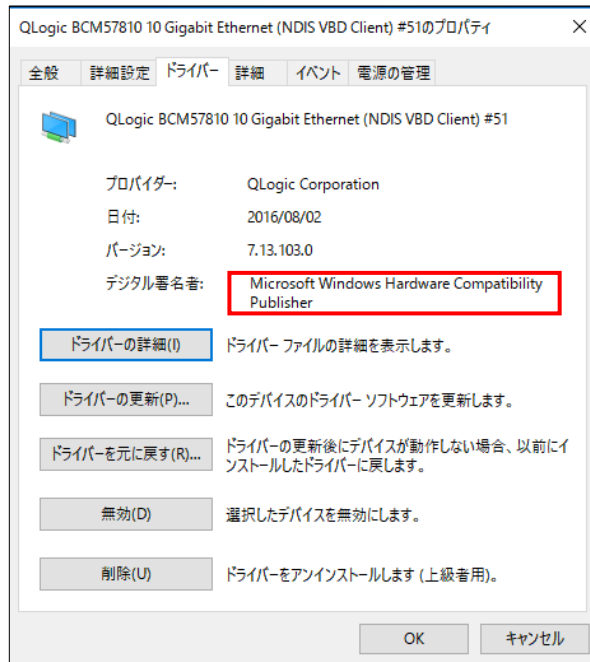 QLogic BCM57810 10 Gigabit Ethernet (NDIS VBD Client) #51のプロパティ
全般 詳細設定 ドライバー 詳細 イベント 電源の管理
QLogic BCM57810 10 Gigabit Ethernet (NDIS VBD Client) #51
プロバイダー: QLogic Corporation
日付: 2016/08/02
バージョン: 7.13.103.0
デジタル署名者: Microsoft Windows Hardware Compatibility
Publisher
ドライバーの詳細(I) ドライバー ファイルの詳細を表示します。
ドライバーの更新(P)... このデバイスのドライバー ソフトウェアを更新します。
ドライバーを元に戻す(R)... ドライバーの更新後にデバイスが動作しない場合、以前にイ
ンストールしたドライバーに戻します。
無効(D) 選択したデバイスを無効にします。
削除(U) ドライバーをアンインストールします (上級者用)。
OK キャンセル